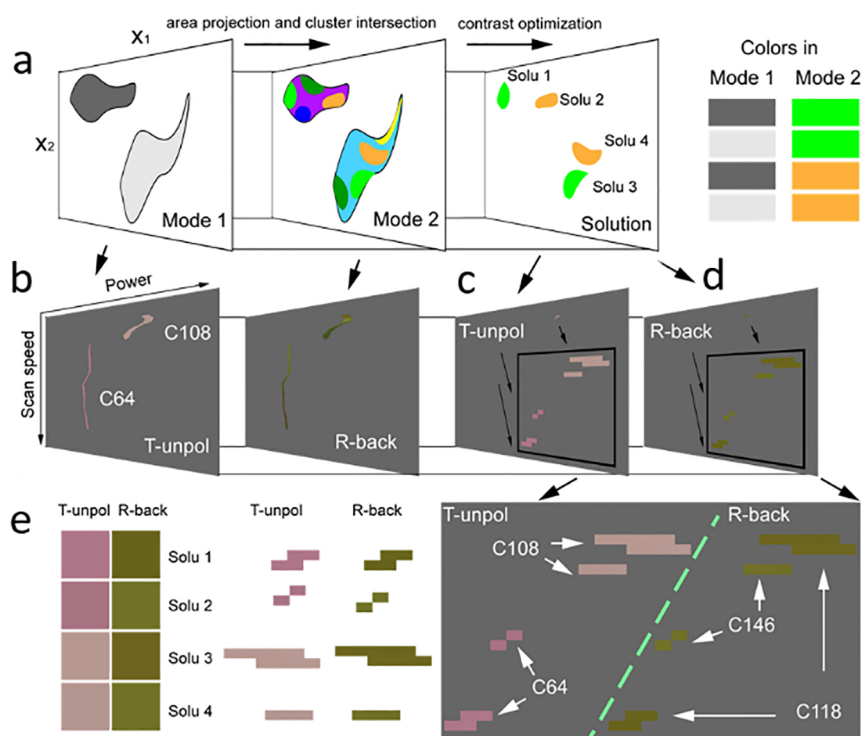 area projection and cluster intersection
contrast optimization
X1
a
X2
Mode 1
Mode 2
Solu 1
Solu 2
Solu 4
Solu 3
Solution
Colors in
Mode 1 Mode 2
b
Power
Scan speed
C108
C64
T-unpol
R-back
c
T-unpol
d
R-back
e
T-unpol R-back
T-unpol R-back
Solu 1
Solu 2
Solu 3
Solu 4
T-unpol
R-back
C108
C146
C64
C118